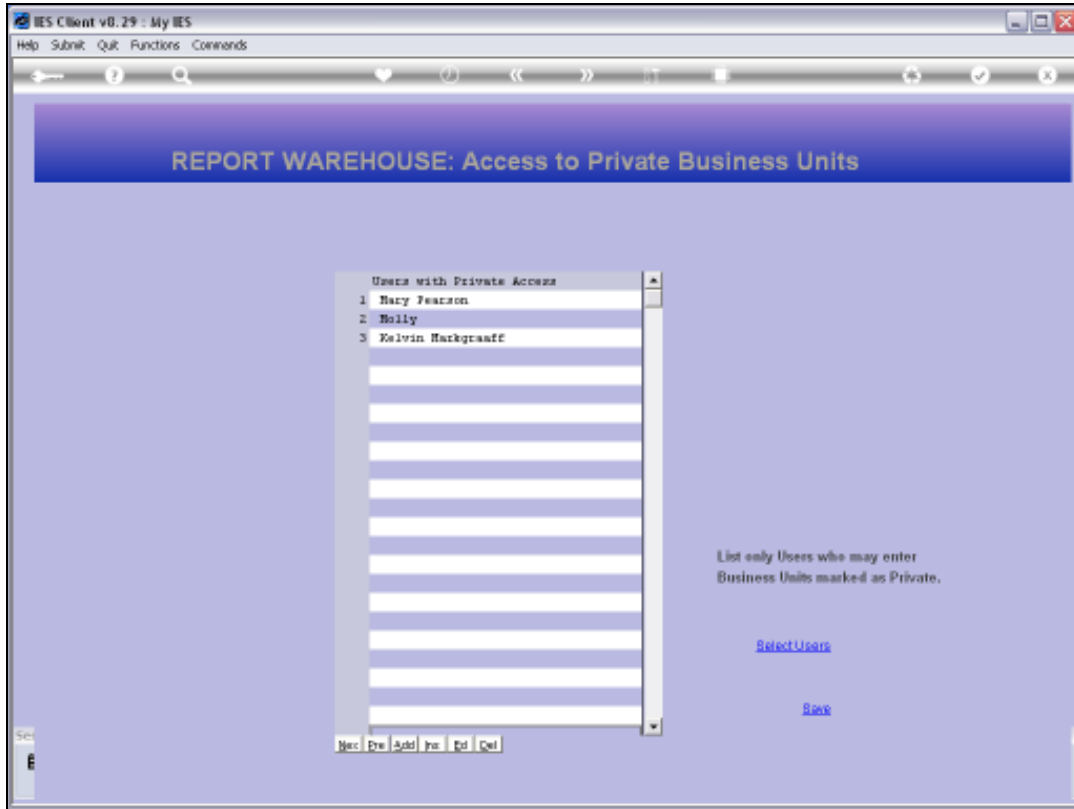 IES Client v8.29 : My IES
Help Submit Quit Functions Commands
REPORT WAREHOUSE: Access to Private Business Units
Users with Private Access
1 Mary Pearson
2 Molly
3 Kelvin Markgraaff
List only Users who may enter
Business Units marked as Private.
Select Users
Save
Nex Pre Add Ins Ed Del